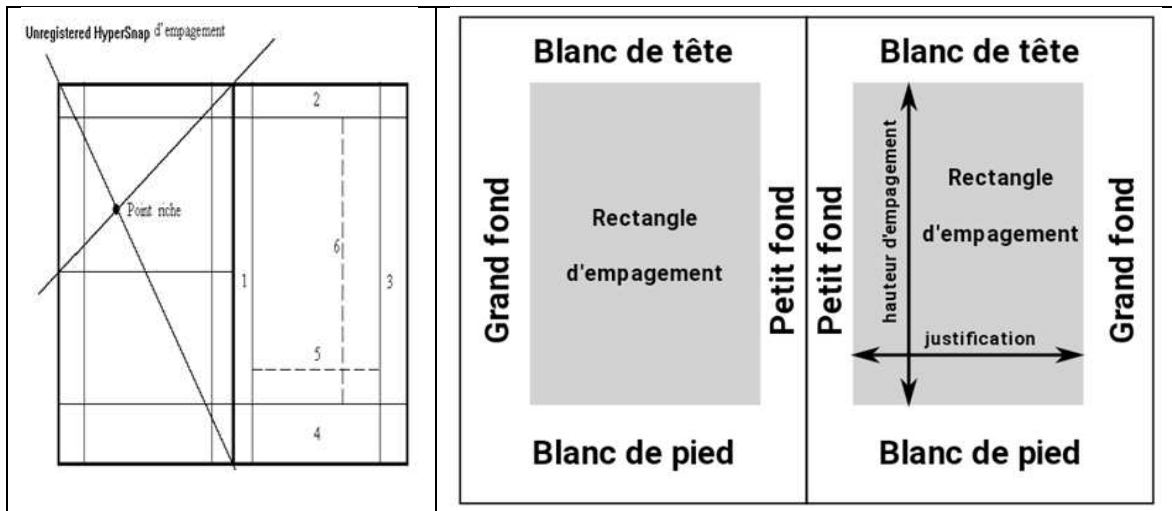 Unregistered HyperSnap d'empagement
2
Point riche
6
1
3
5
4
Blanc de tête
Blanc de tête
Grand fond
Rectangle
d'empagement
Petit fond
Petit fond
hauteur d'empagement
Rectangle
d'empagement
justification
Grand fond
Blanc de pied
Blanc de pied